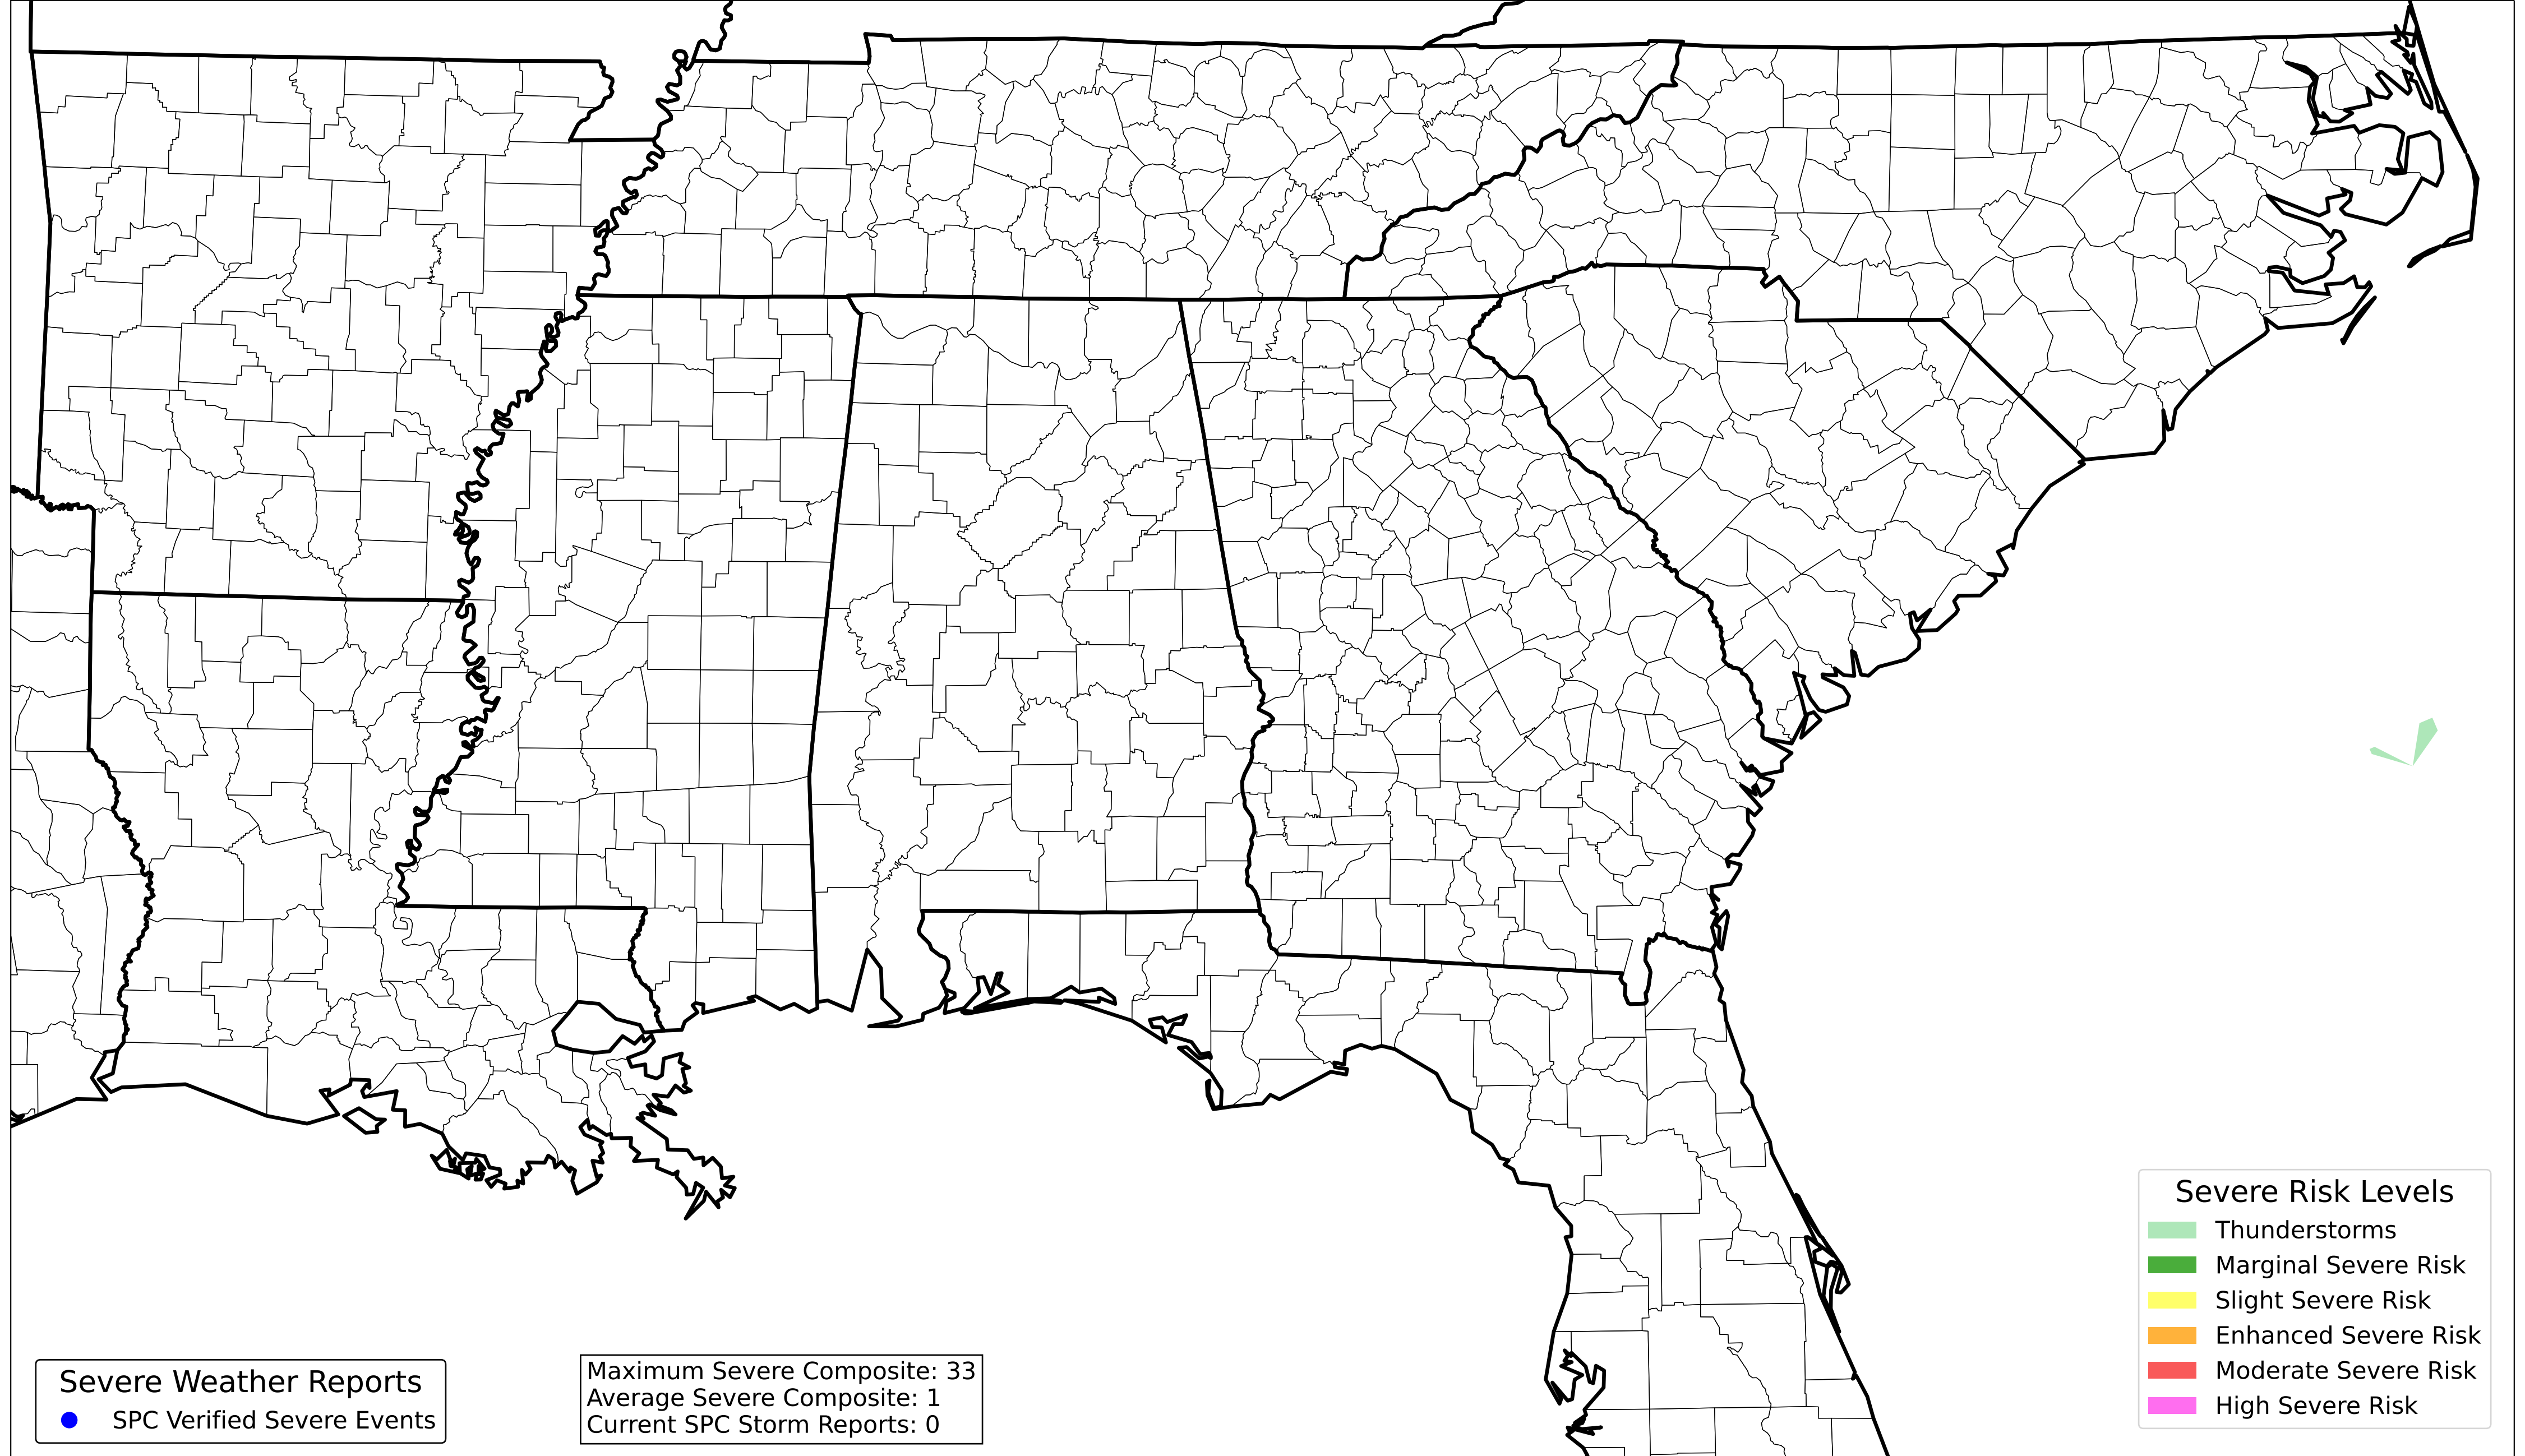 Severe Risk Levels
Thunderstorms
Marginal Severe Risk
Slight Severe Risk
Enhanced Severe Risk
Moderate Severe Risk
High Severe Risk
Severe Weather Reports
SPC Verified Severe Events
Maximum Severe Composite: 33
Average Severe Composite: 1
Current SPC Storm Reports: 0